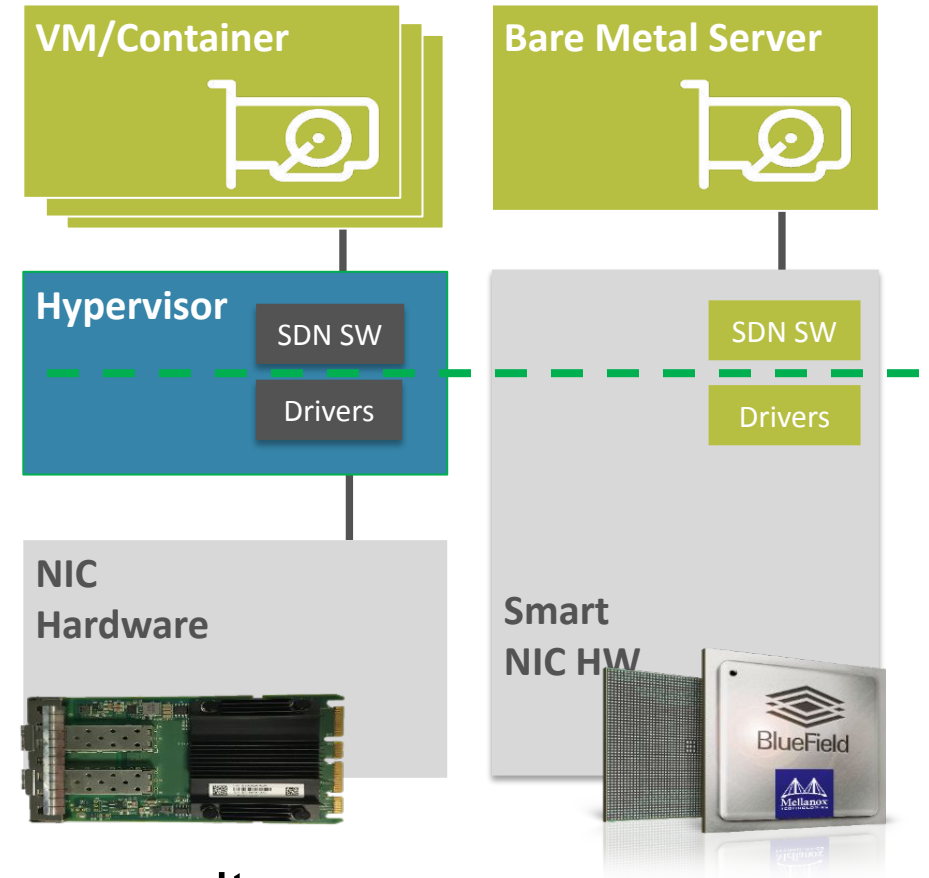 VM/Container
Bare Metal Server
Hypervisor
SDN SW
Drivers
SDN SW
Drivers
NIC
Hardware
Smart
NIC HW
BlueField
Mellanox
TECHNOLOGIES